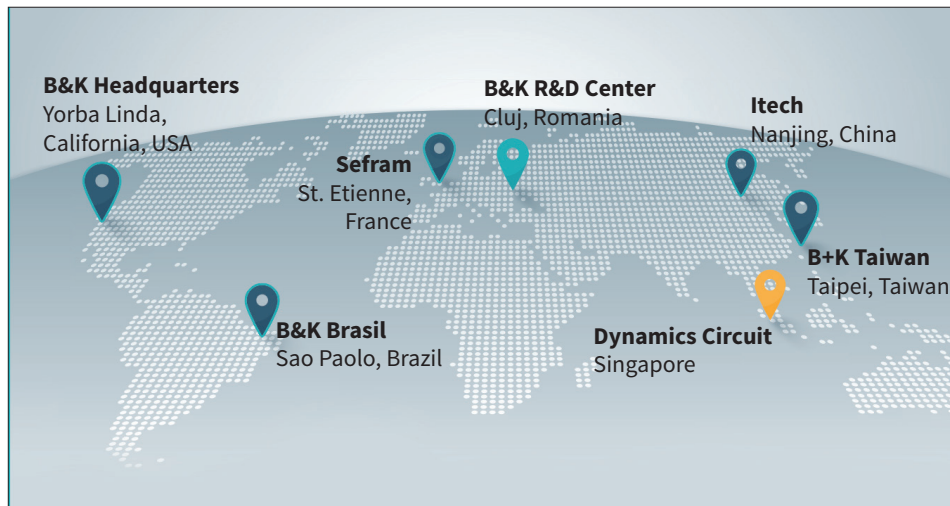 B&K Headquarters
Yorba Linda,
California, USA
B&K R&D Center
Cluj, Romania
Itech
Nanjing, China
Sefram
St. Etienne,
France
B+K Taiwan
Taipei, Taiwan
B&K Brasil
Sao Paolo, Brazil
Dynamics Circuit
Singapore